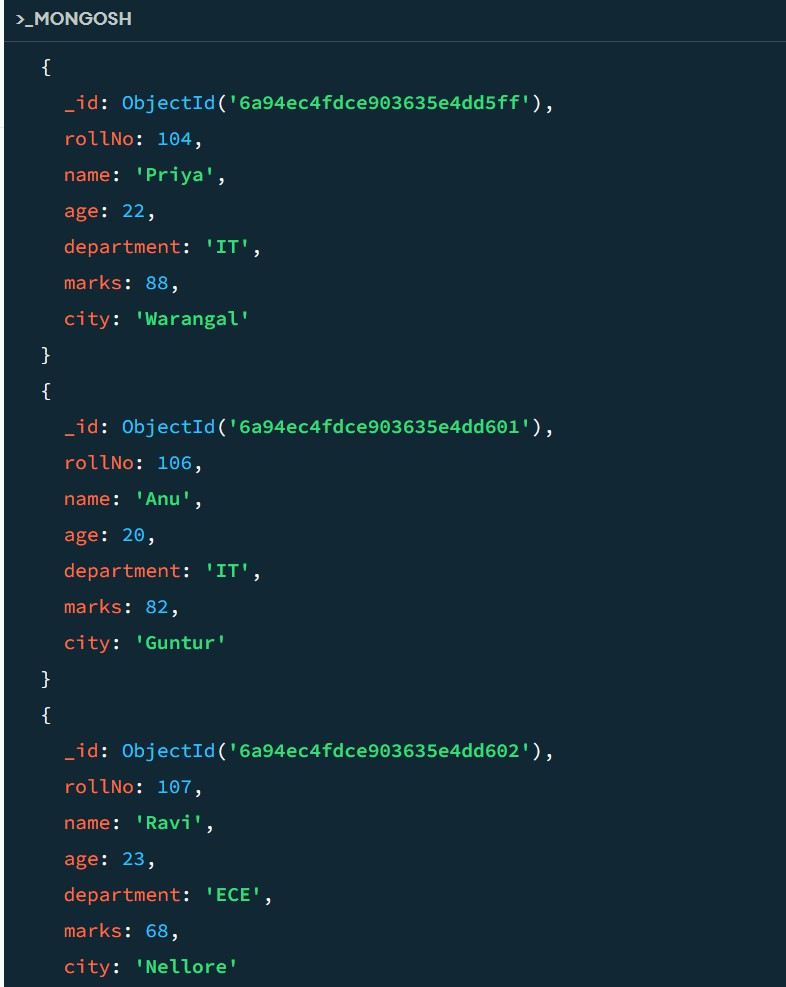 >_MONGOSH
{
_id: ObjectId('6a94ec4fdce903635e4dd5ff'),
rollNo: 104,
name: 'Priya',
age: 22,
department: 'IT',
marks: 88,
city: 'Warangal'
}
{
_id: ObjectId('6a94ec4fdce903635e4dd601'),
rollNo: 106,
name: 'Anu',
age: 20,
department: 'IT',
marks: 82,
city: 'Guntur'
}
{
_id: ObjectId('6a94ec4fdce903635e4dd602'),
rollNo: 107,
name: 'Ravi',
age: 23,
department: 'ECE',
marks: 68,
city: 'Nellore'